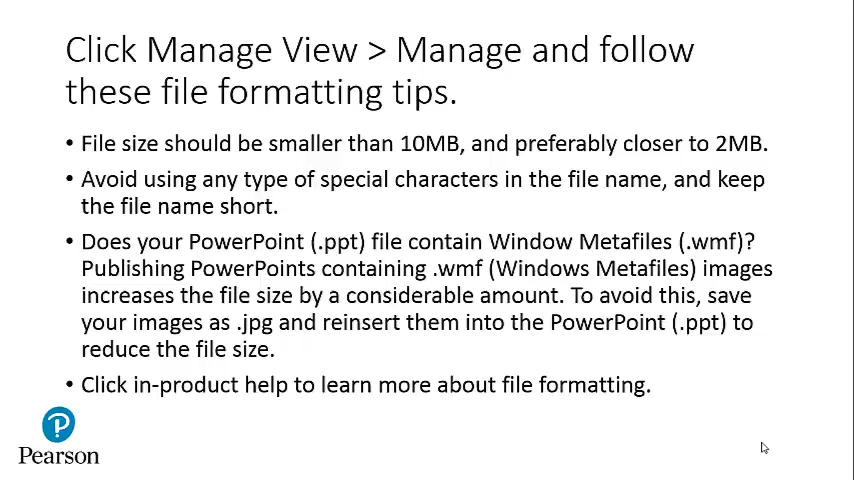 Click Manage View > Manage and follow
these file formatting tips.
• File size should be smaller than 10MB, and preferably closer to 2MB.
• Avoid using any type of special characters in the file name, and keep
the file name short.
• Does your PowerPoint (.ppt) file contain Window Metafiles (.wmf)?
Publishing PowerPoints containing .wmf (Windows Metafiles) images
increases the file size by a considerable amount. To avoid this, save
your images as .jpg and reinsert them into the PowerPoint (.ppt) to
reduce the file size.
• Click in-product help to learn more about file formatting.
P
Pearson